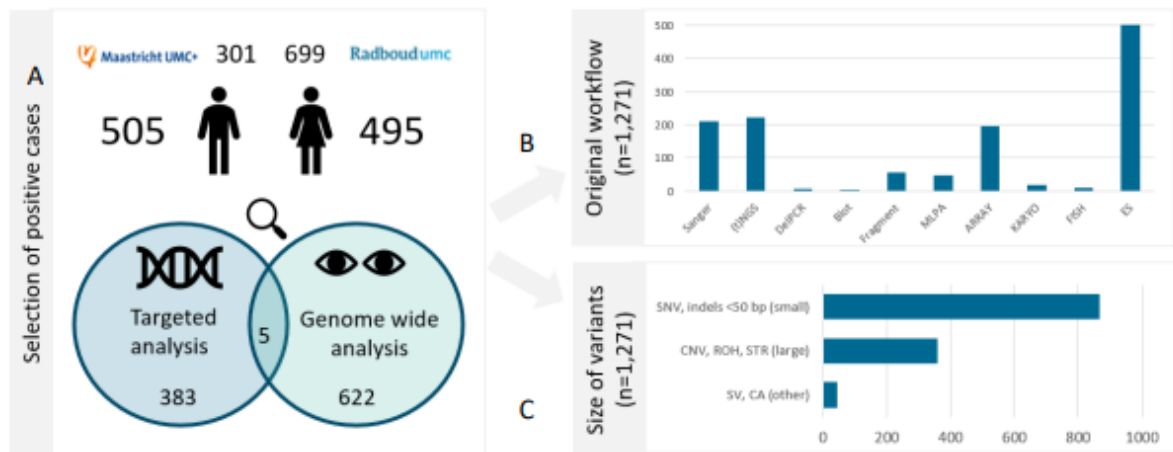 A
Selection of positive cases
Maastricht UMC+ 301 699 Radboudumc
505 495
Targeted analysis
5
Genome wide analysis
383 622
B
Original workflow
(n=1,271)
500
400
300
200
100
0
Sanger
(t)NGS
DelPCR
Blot
Fragment
MLPA
ARRAY
KARYO
FISH
ES
C
Size of variants
(n=1,271)
SNV, indels <50 bp (small)
CNV, ROH, STR (large)
SV, CA (other)
0 200 400 600 800 1000